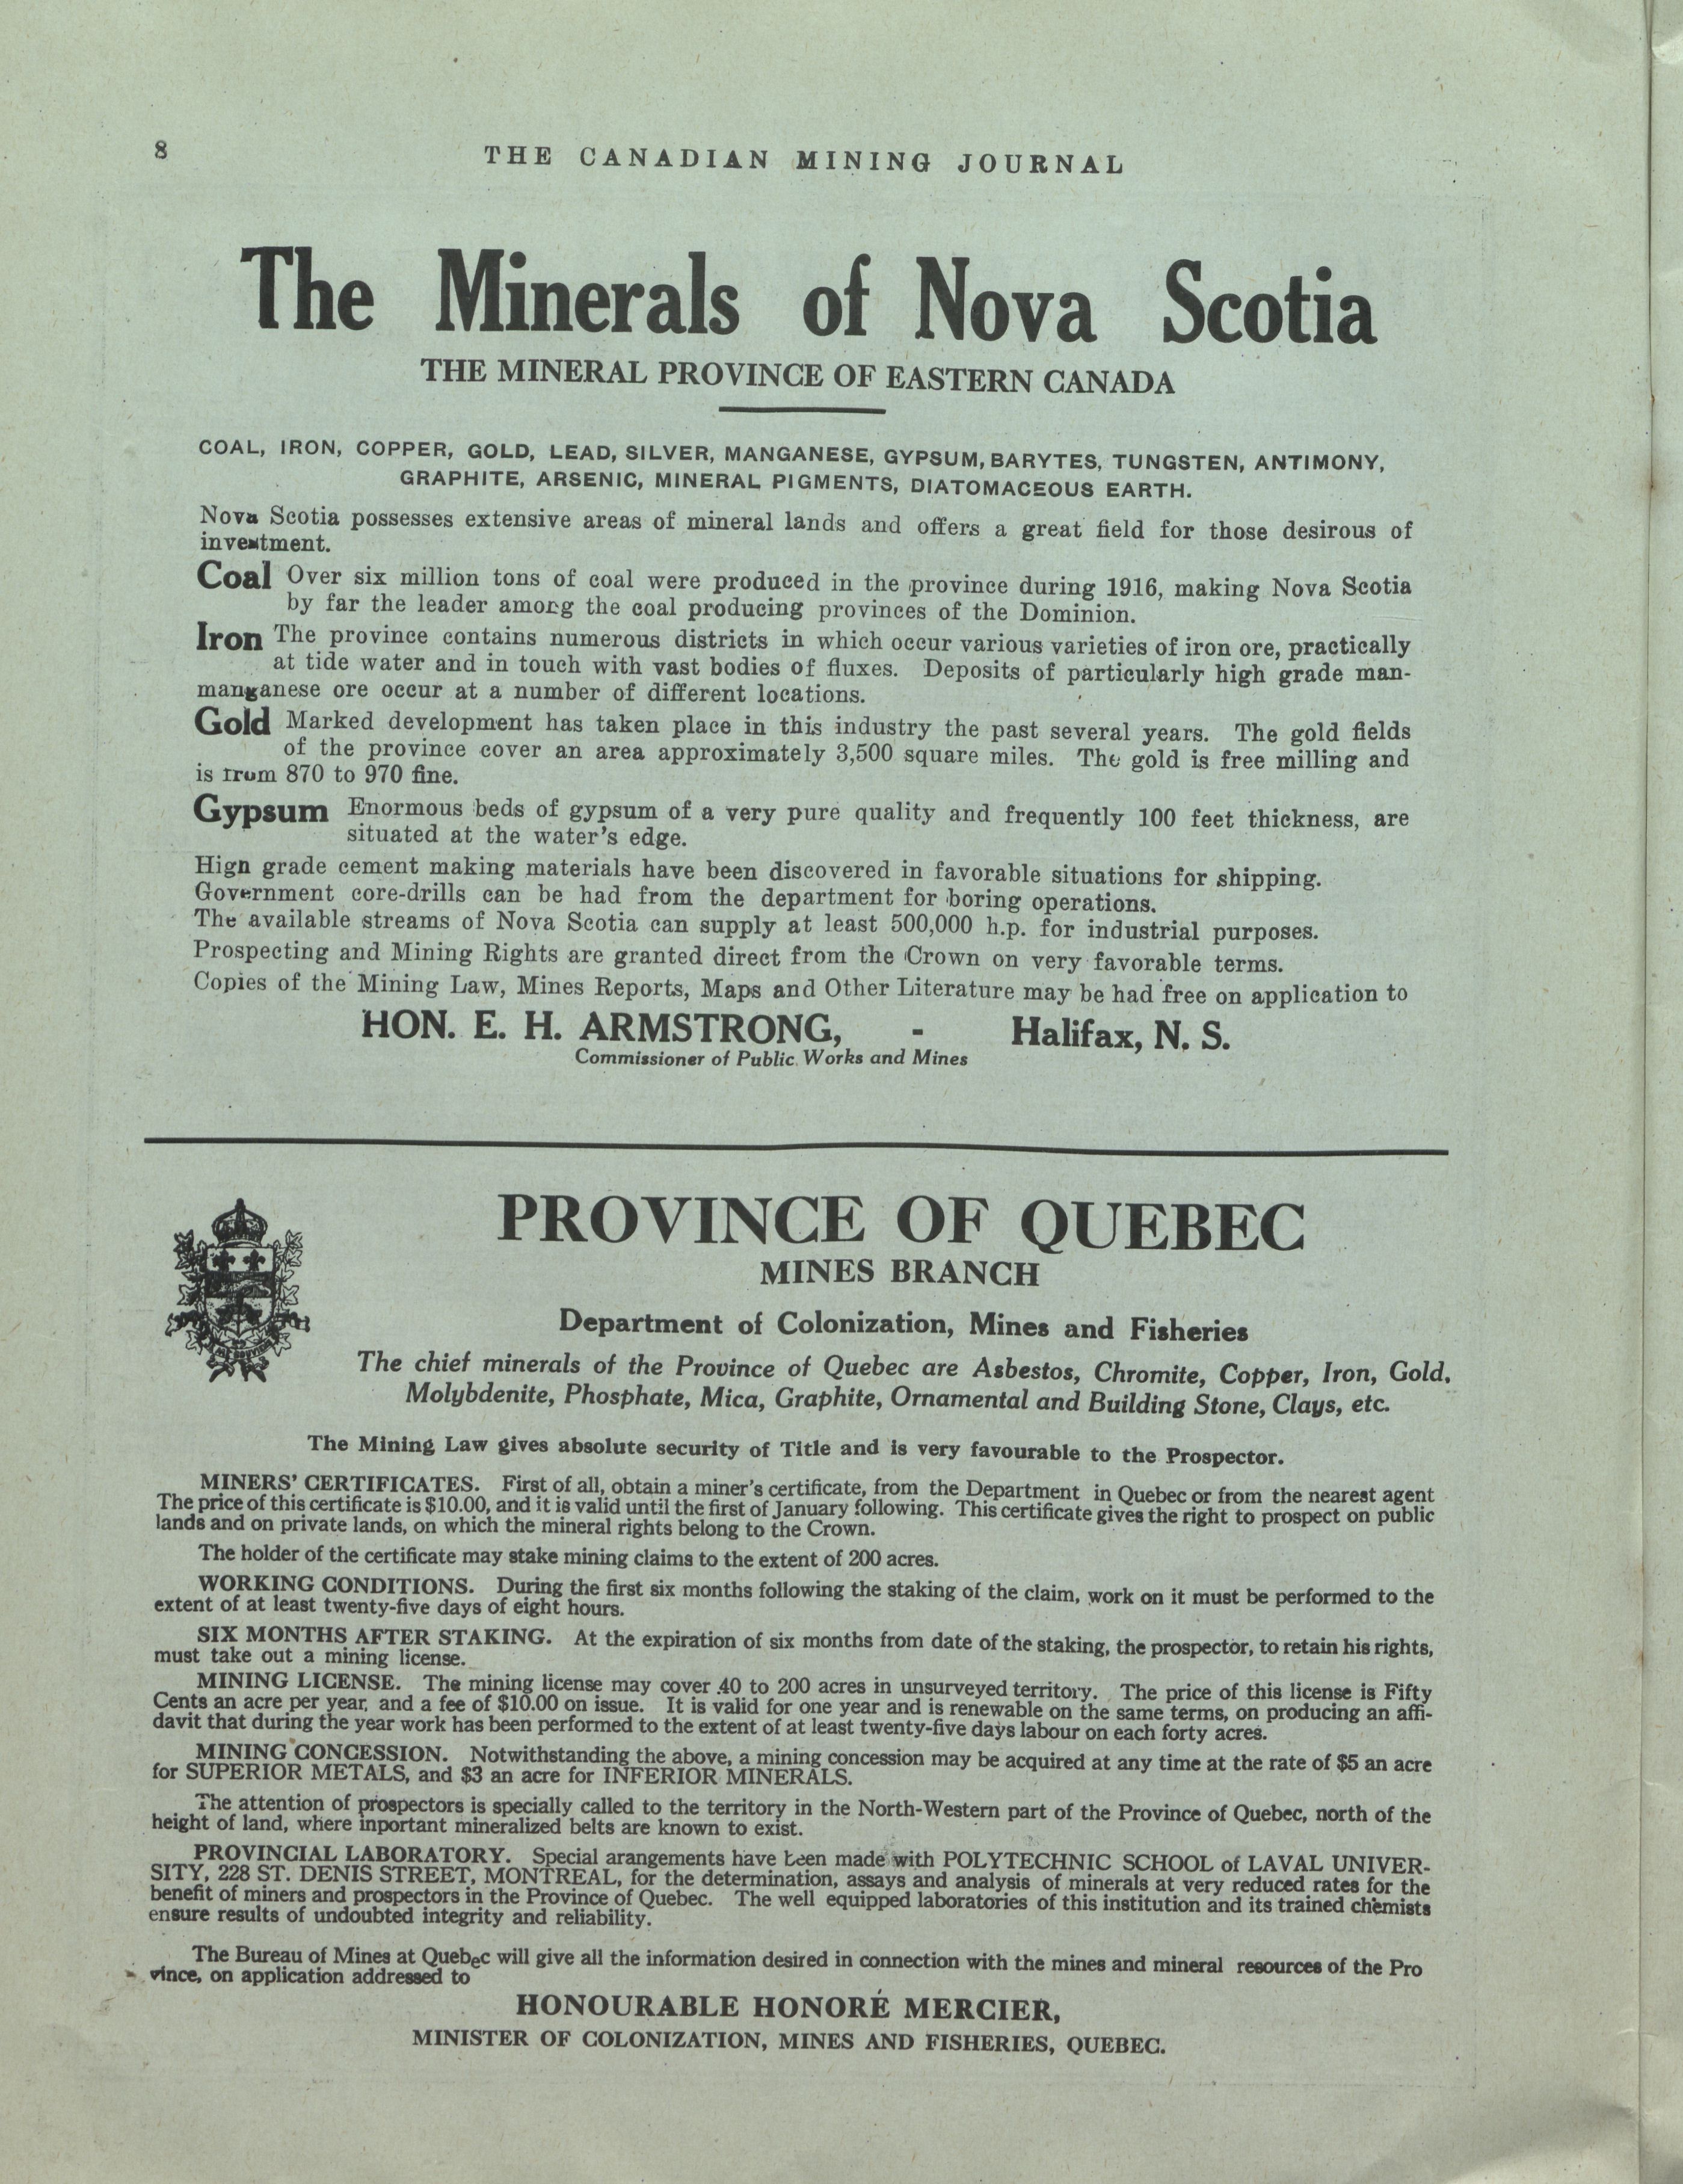 8
THE CANADIAN MINING JOURNAL
The Minerals of Nova Scotia
THE MINERAL PROVINCE OF EASTERN CANADA
COAL, IRON, COPPER, GOLD, LEAD, SILVER, MANGANESE, GYPSUM, BARYTES, TUNGSTEN, ANTIMONY,
GRAPHITE, ARSENIC, MINERAL PIGMENTS, DIATOMACEOUS EARTH.
Nova Scotia possesses extensive areas of mineral lands and offers a great field for those desirous of
investment.
Coal Over six million tons of coal were produced in the province during 1916, making Nova Scotia
by far the leader among the coal producing provinces of the Dominion.
Iron The province contains numerous districts in which occur various varieties of iron ore, practically
at tide water and in touch with vast bodies of fluxes. Deposits of particularly high grade man-
manganese ore occur at a number of different locations.
Gold Marked development has taken place in this industry the past several years. The gold fields
of the province cover an area approximately 3,500 square miles. The gold is free milling and
is from 870 to 970 fine.
Gypsum Enormous beds of gypsum of a very pure quality and frequently 100 feet thickness, are
situated at the water's edge.
High grade cement making materials have been discovered in favorable situations for shipping.
Government core-drills can be had from the department for boring operations.
The available streams of Nova Scotia can supply at least 500,000 h.p. for industrial purposes.
Prospecting and Mining Rights are granted direct from the Crown on very favorable terms.
Copies of the Mining Law, Mines Reports, Maps and Other Literature may be had free on application to
HON. E. H. ARMSTRONG, - Halifax, N. S.
Commissioner of Public Works and Mines
PROVINCE OF QUEBEC
MINES BRANCH
Department of Colonization, Mines and Fisheries
The chief minerals of the Province of Quebec are Asbestos, Chromite, Copper, Iron, Gold,
Molybdenite, Phosphate, Mica, Graphite, Ornamental and Building Stone, Clays, etc.
The Mining Law gives absolute security of Title and is very favourable to the Prospector.
MINERS' CERTIFICATES. First of all, obtain a miner's certificate, from the Department in Quebec or from the nearest agent
The price of this certificate is $10.00, and it is valid until the first of January following. This certificate gives the right to prospect on public
lands and on private lands, on which the mineral rights belong to the Crown.
The holder of the certificate may stake mining claims to the extent of 200 acres.
WORKING CONDITIONS. During the first six months following the staking of the claim, work on it must be performed to the
extent of at least twenty-five days of eight hours.
SIX MONTHS AFTER STAKING. At the expiration of six months from date of the staking, the prospector, to retain his rights,
must take out a mining license.
MINING LICENSE. The mining license may cover 40 to 200 acres in unsurveyed territory. The price of this license is Fifty
Cents an acre per year, and a fee of $10.00 on issue. It is valid for one year and is renewable on the same terms, on producing an affi-
davit that during the year work has been performed to the extent of at least twenty-five days labour on each forty acres.
MINING CONCESSION. Notwithstanding the above, a mining concession may be acquired at any time at the rate of $5 an acre
for SUPERIOR METALS, and $3 an acre for INFERIOR MINERALS.
The attention of prospectors is specially called to the territory in the North-Western part of the Province of Quebec, north of the
height of land, where inportant mineralized belts are known to exist.
PROVINCIAL LABORATORY. Special arangements have been made with POLYTECHNIC SCHOOL of LAVAL UNIVER-
SITY, 228 ST. DENIS STREET, MONTREAL, for the determination, assays and analysis of minerals at very reduced rates for the
benefit of miners and prospectors in the Province of Quebec. The well equipped laboratories of this institution and its trained chemists
ensure results of undoubted integrity and reliability.
The Bureau of Mines at Quebec will give all the information desired in connection with the mines and mineral resources of the Pro
vince, on application addressed to
HONOURABLE HONORÉ MERCIER,
MINISTER OF COLONIZATION, MINES AND FISHERIES, QUEBEC.